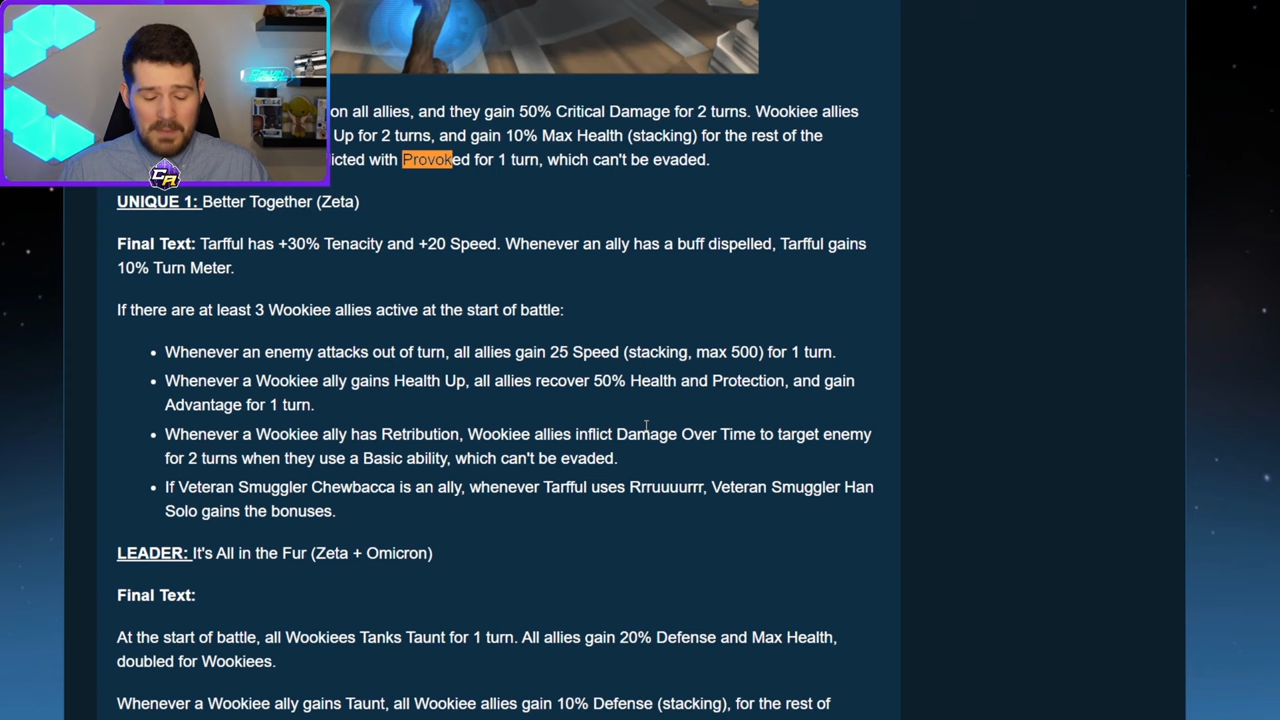 on all allies, and they gain 50% Critical Damage for 2 turns. Wookiee allies
Up for 2 turns, and gain 10% Max Health (stacking) for the rest of the
icted with Provoked for 1 turn, which can't be evaded.
UNIQUE 1: Better Together (Zeta)
Final Text: Tarfful has +30% Tenacity and +20 Speed. Whenever an ally has a buff dispelled, Tarfful gains
10% Turn Meter.
If there are at least 3 Wookiee allies active at the start of battle:
• Whenever an enemy attacks out of turn, all allies gain 25 Speed (stacking, max 500) for 1 turn.
• Whenever a Wookiee ally gains Health Up, all allies recover 50% Health and Protection, and gain
Advantage for 1 turn.
• Whenever a Wookiee ally has Retribution, Wookiee allies inflict Damage Over Time to target enemy
for 2 turns when they use a Basic ability, which can't be evaded.
• If Veteran Smuggler Chewbacca is an ally, whenever Tarfful uses Rrruuuurrr, Veteran Smuggler Han
Solo gains the bonuses.
LEADER: It's All in the Fur (Zeta + Omicron)
Final Text:
At the start of battle, all Wookiees Tanks Taunt for 1 turn. All allies gain 20% Defense and Max Health,
doubled for Wookiees.
Whenever a Wookiee ally gains Taunt, all Wookiee allies gain 10% Defense (stacking), for the rest of